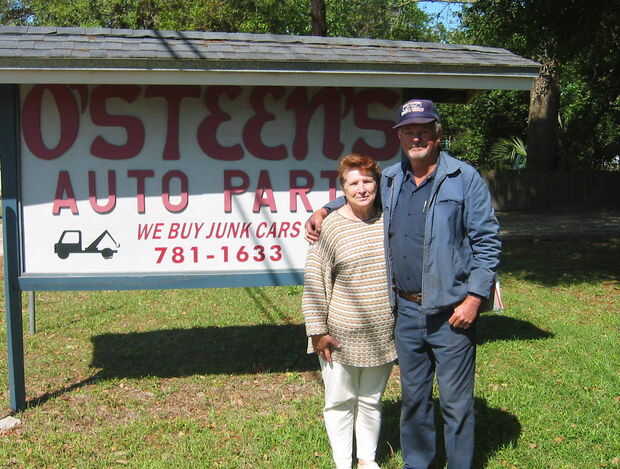 O'STEEN'S
AUTO PART
WE BUY JUNK CARS
781-1633